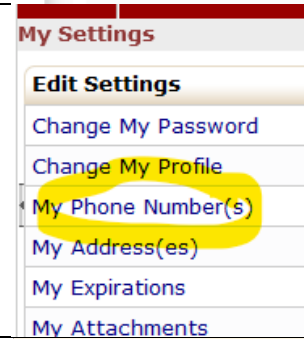 My Settings
Edit Settings
Change My Password
Change My Profile
My Phone Number(s)
My Address(es)
My Expirations
My Attachments